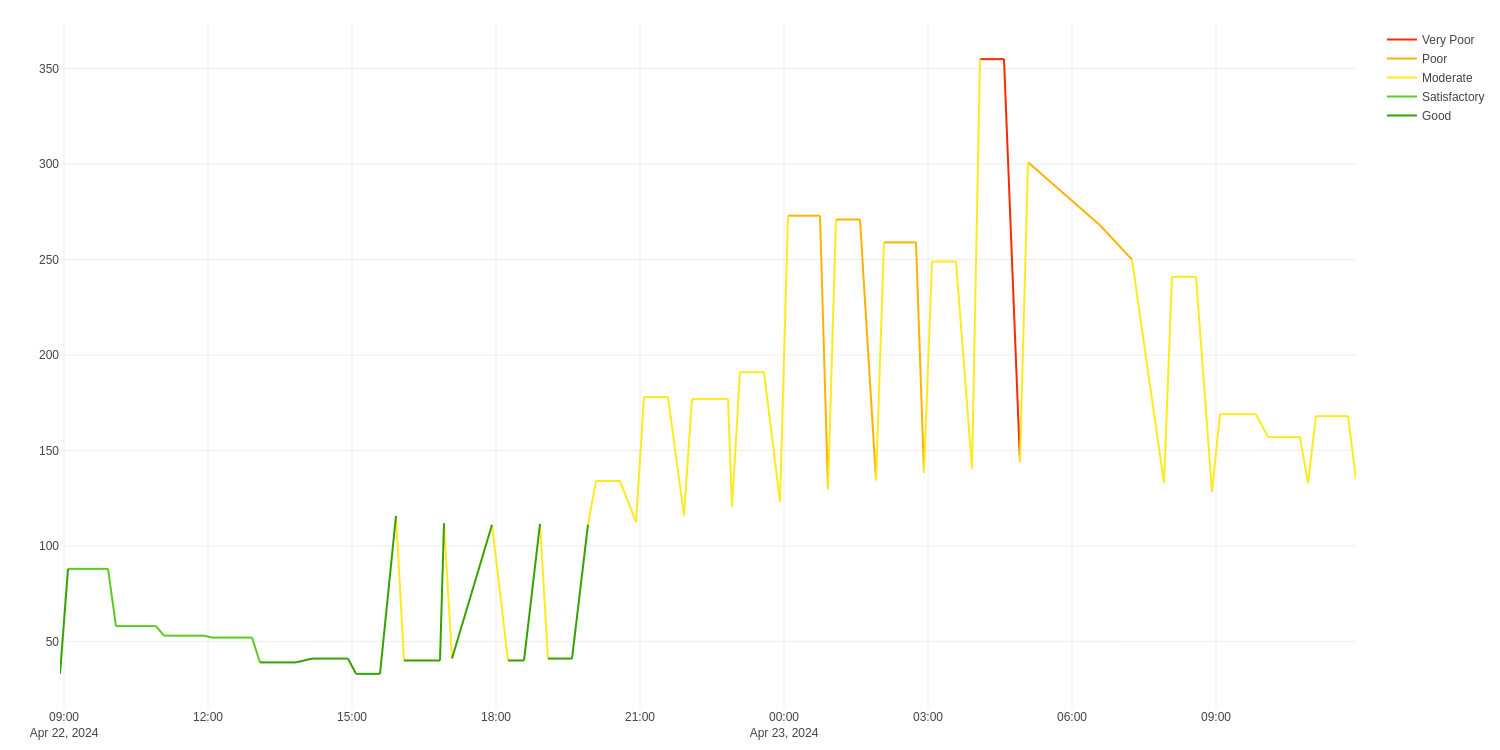 350
300
250
200
150
100
50
09:00
Apr 22, 2024
12:00
15:00
18:00
21:00
00:00
Apr 23, 2024
03:00
06:00
09:00
Very Poor
Poor
Moderate
Satisfactory
Good